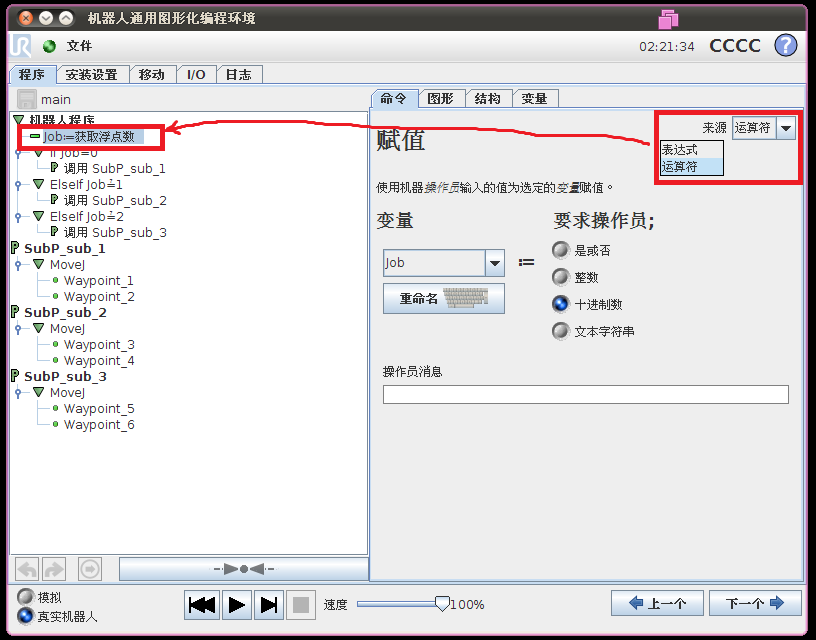 机器人通用图形化编程环境
文件
02:21:34 CCCC ?
程序 安装设置 移动 I/O 日志
main
命令 图形 结构 变量
机器人程序
Job≔获取浮点数
If Job≟0
调用 SubP_sub_1
ElseIf Job≟1
调用 SubP_sub_2
ElseIf Job≟2
调用 SubP_sub_3
P SubP_sub_1
MoveJ
Waypoint_1
Waypoint_2
P SubP_sub_2
MoveJ
Waypoint_3
Waypoint_4
P SubP_sub_3
MoveJ
Waypoint_5
Waypoint_6
赋值
来源 运算符
表达式
运算符
使用机器操作员输入的值为选定的变量赋值。
变量
要求操作员;
Job
≔
重命名
是或否
整数
十进制数
文本字符串
操作员消息
模拟
真实机器人
速度 100%
上一个 下一个